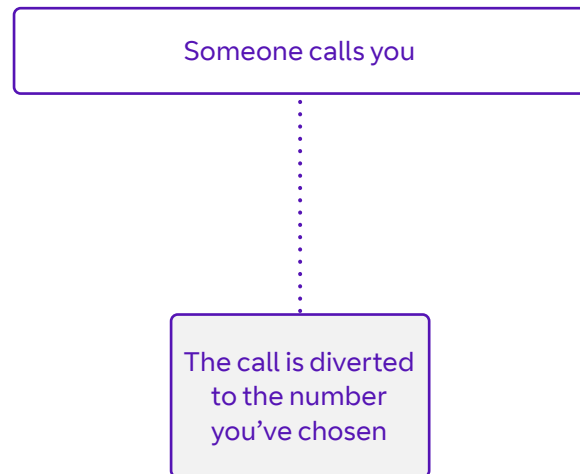 Someone calls you
The call is diverted
to the number
you’ve chosen